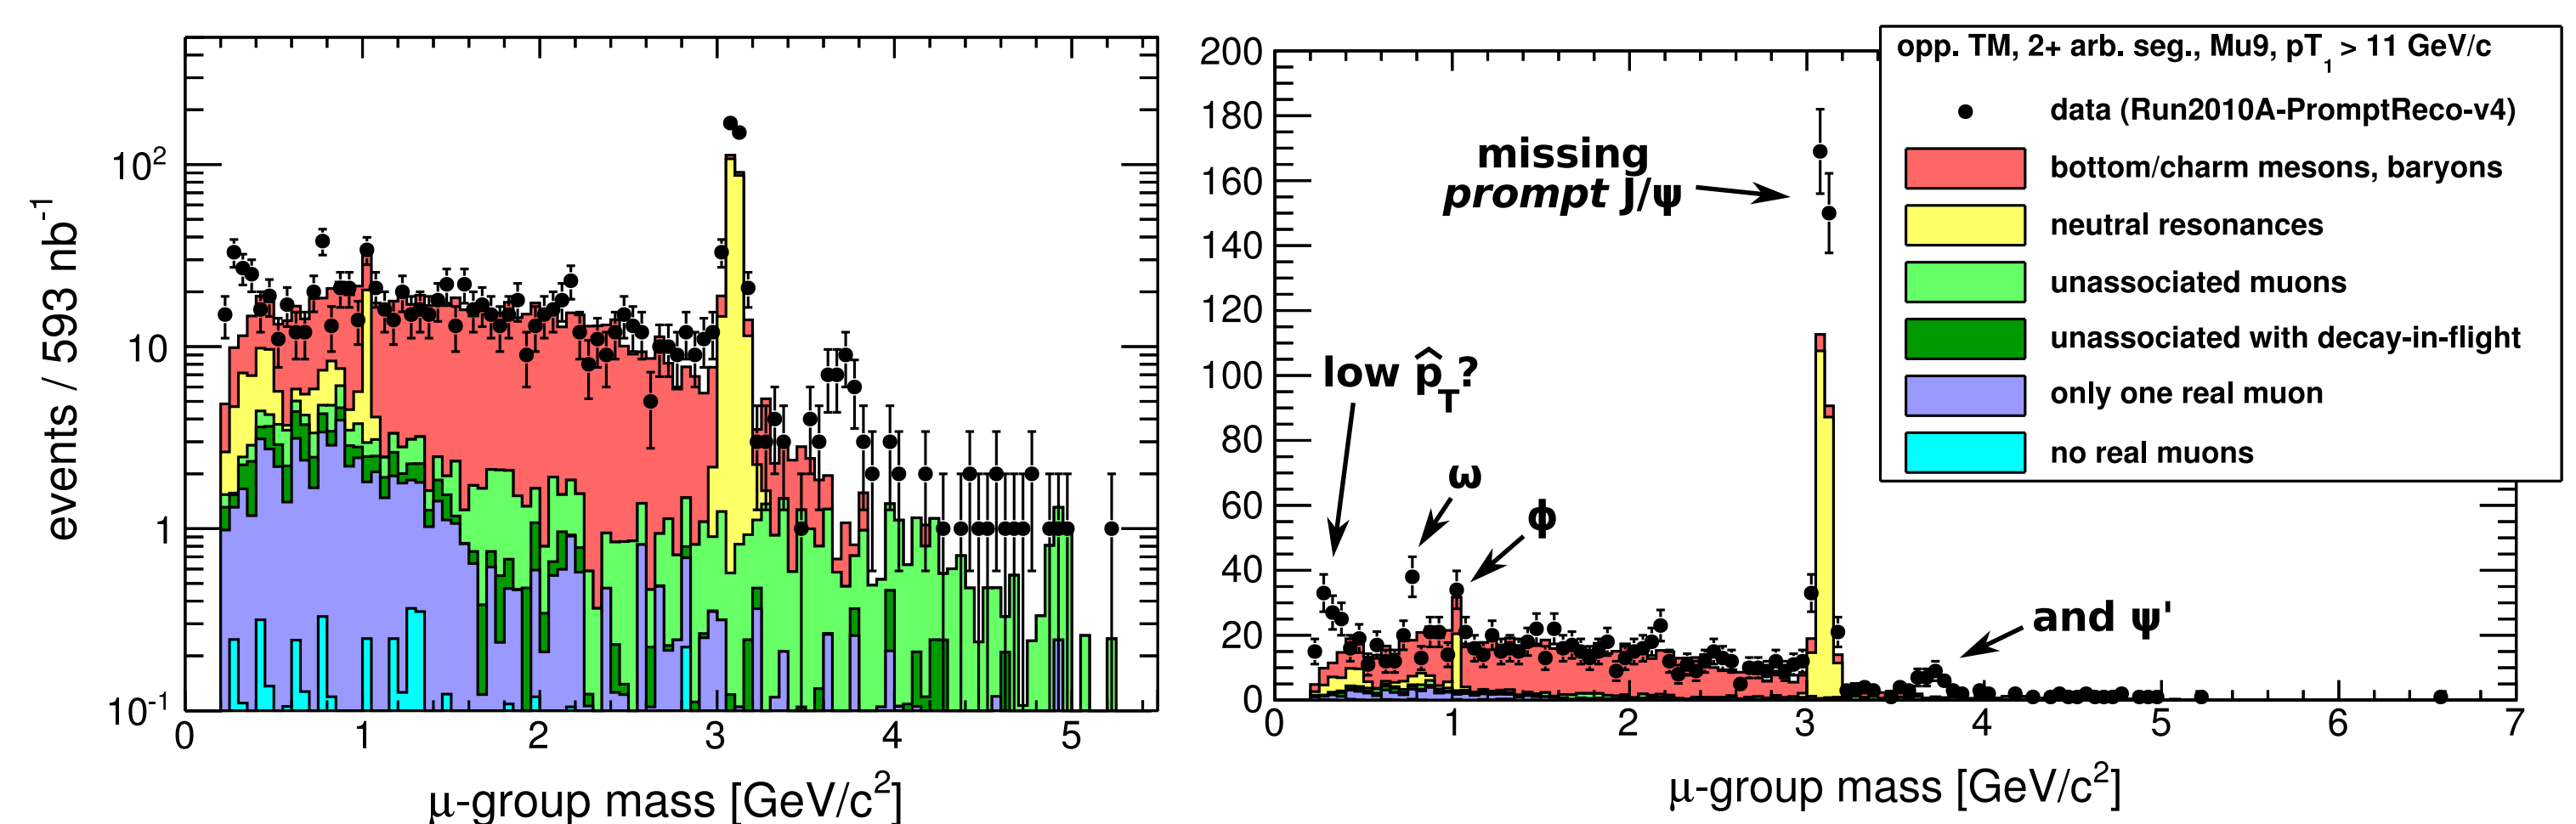 events / 593 nb⁻¹
10²
10
1
10⁻¹
0 1 2 3 4 5
μ-group mass [GeV/c²]
200
180
160
140
120
100
80
60
40
20
0
0 1 2 3 4 5 6 7
μ-group mass [GeV/c²]
missing
prompt J/ψ
low p̂_T?
ω
ϕ
and ψ'
opp. TM, 2+ arb. seg., Mu9, pT₁ > 11 GeV/c
data (Run2010A-PromptReco-v4)
bottom/charm mesons, baryons
neutral resonances
unassociated muons
unassociated with decay-in-flight
only one real muon
no real muons